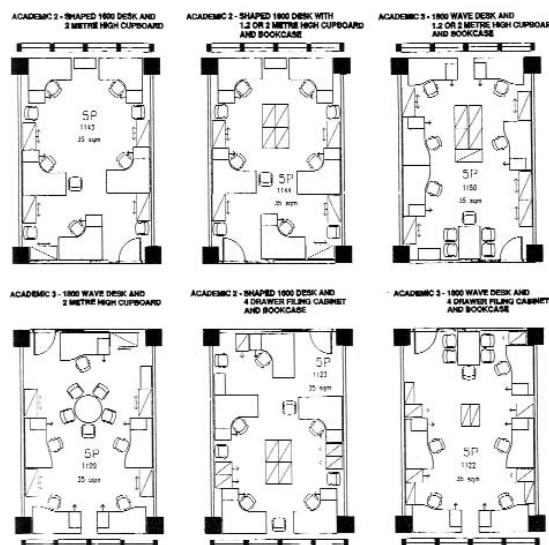 ACADEMIC 2 - SHAPED 1600 DESK AND
2 METRE HIGH CUPBOARD
5P
1143
35 sqm
ACADEMIC 2 - SHAPED 1600 DESK WITH
1.2 OR 2 METRE HIGH CUPBOARD
AND BOOKCASE
5P
1144
35 sqm
ACADEMIC 3 - 1800 WAVE DESK AND
1.2 OR 2 METRE HIGH CUPBOARD
AND BOOKCASE
5P
1150
35 sqm
ACADEMIC 3 - 1800 WAVE DESK AND
2 METRE HIGH CUPBOARD
5P
1129
35 sqm
ACADEMIC 2 - SHAPED 1600 DESK AND
4 DRAWER FILING CABINET
AND BOOKCASE
5P
1123
35 sqm
ACADEMIC 3 - 1800 WAVE DESK AND
4 DRAWER FILING CABINET
AND BOOKCASE
5P
1122
35 sqm